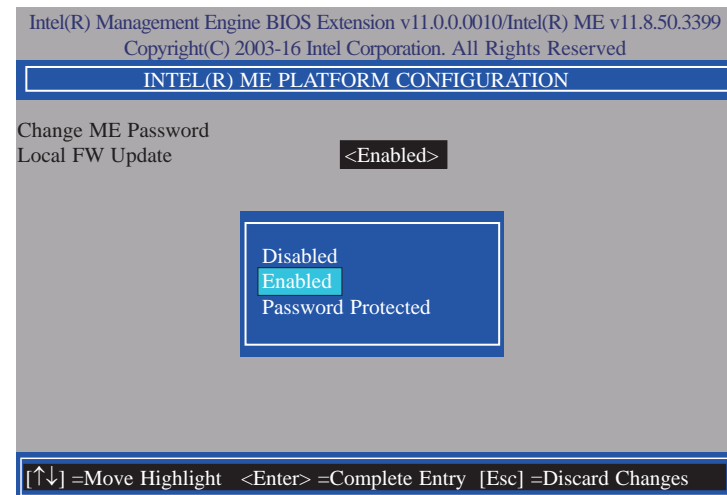 Intel(R) Management Engine BIOS Extension v11.0.0.0010/Intel(R) ME v11.8.50.3399
Copyright(C) 2003-16 Intel Corporation. All Rights Reserved
INTEL(R) ME PLATFORM CONFIGURATION
Change ME Password
Local FW Update <Enabled>
Disabled
Enabled
Password Protected
[↑↓] =Move Highlight <Enter> =Complete Entry [Esc] =Discard Changes